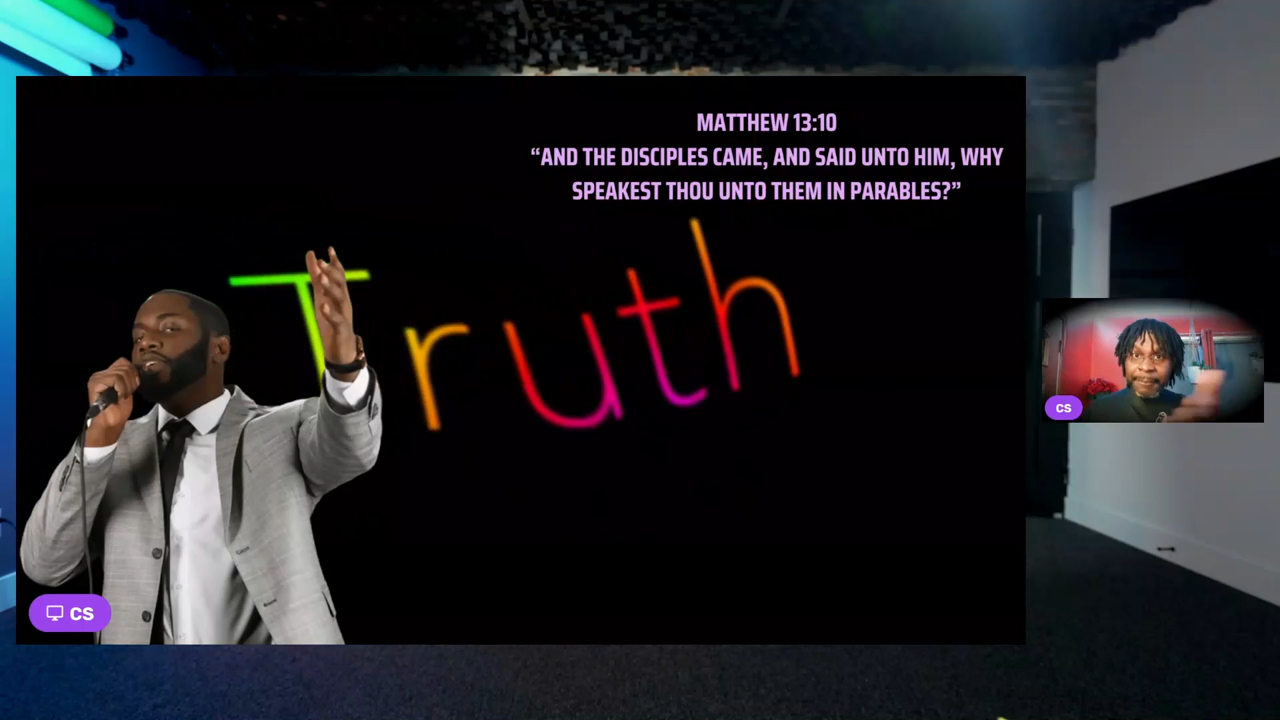 MATTHEW 13:10
“AND THE DISCIPLES CAME, AND SAID UNTO HIM, WHY
SPEAKEST THOU UNTO THEM IN PARABLES?”
Truth
CS
CS